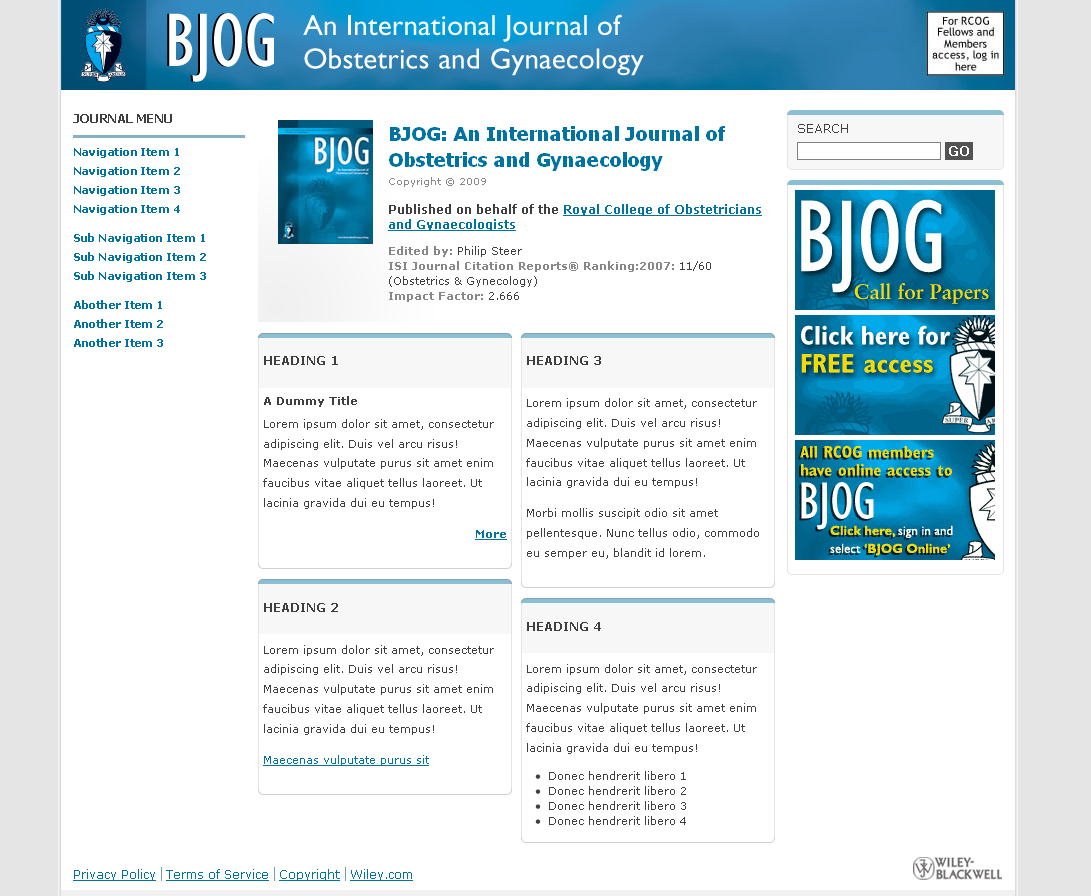 BJOG
An International Journal of
Obstetrics and Gynaecology
For RCOG
Fellows and
Members
access, log in
here
JOURNAL MENU
Navigation Item 1
Navigation Item 2
Navigation Item 3
Navigation Item 4
Sub Navigation Item 1
Sub Navigation Item 2
Sub Navigation Item 3
Abother Item 1
Another Item 2
Another Item 3
BJOG
BJOG: An International Journal of
Obstetrics and Gynaecology
Copyright © 2009
Published on behalf of the Royal College of Obstetricians
and Gynaecologists
Edited by: Philip Steer
ISI Journal Citation Reports® Ranking:2007: 11/60
(Obstetrics & Gynecology)
Impact Factor: 2.666
HEADING 1
A Dummy Title
Lorem ipsum dolor sit amet, consectetur
adipiscing elit. Duis vel arcu risus!
Maecenas vulputate purus sit amet enim
faucibus vitae aliquet tellus laoreet. Ut
lacinia gravida dui eu tempus!
More
HEADING 2
Lorem ipsum dolor sit amet, consectetur
adipiscing elit. Duis vel arcu risus!
Maecenas vulputate purus sit amet enim
faucibus vitae aliquet tellus laoreet. Ut
lacinia gravida dui eu tempus!
Maecenas vulputate purus sit
HEADING 3
Lorem ipsum dolor sit amet, consectetur
adipiscing elit. Duis vel arcu risus!
Maecenas vulputate purus sit amet enim
faucibus vitae aliquet tellus laoreet. Ut
lacinia gravida dui eu tempus!
Morbi mollis suscipit odio sit amet
pellentesque. Nunc tellus odio, commodo
eu semper eu, blandit id lorem.
HEADING 4
Lorem ipsum dolor sit amet, consectetur
adipiscing elit. Duis vel arcu risus!
Maecenas vulputate purus sit amet enim
faucibus vitae aliquet tellus laoreet. Ut
lacinia gravida dui eu tempus!
• Donec hendrerit libero 1
• Donec hendrerit libero 2
• Donec hendrerit libero 3
• Donec hendrerit libero 4
SEARCH
GO
BJOG
Call for Papers
Click here for
FREE access
SUPER
All RCOG members
have online access to
BJOG
Click here, sign in and
select 'BJOG Online'
Privacy Policy | Terms of Service | Copyright | Wiley.com
WILEY-
BLACKWELL